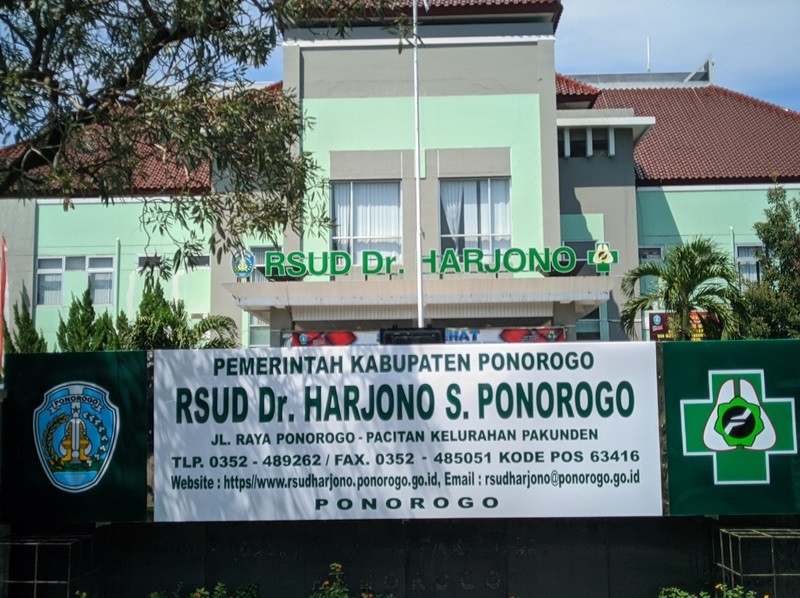 RSUD Dr. HARJONO
PONOROGO
PEMERINTAH KABUPATEN PONOROGO
RSUD Dr. HARJONO S. PONOROGO
JL. RAYA PONOROGO - PACITAN KELURAHAN PAKUNDEN
TLP. 0352 - 489262 / FAX. 0352 - 485051 KODE POS 63416
Website : https//www.rsudharjono.ponorogo.go.id, Email : rsudharjono@ponorogo.go.id
PONOROGO